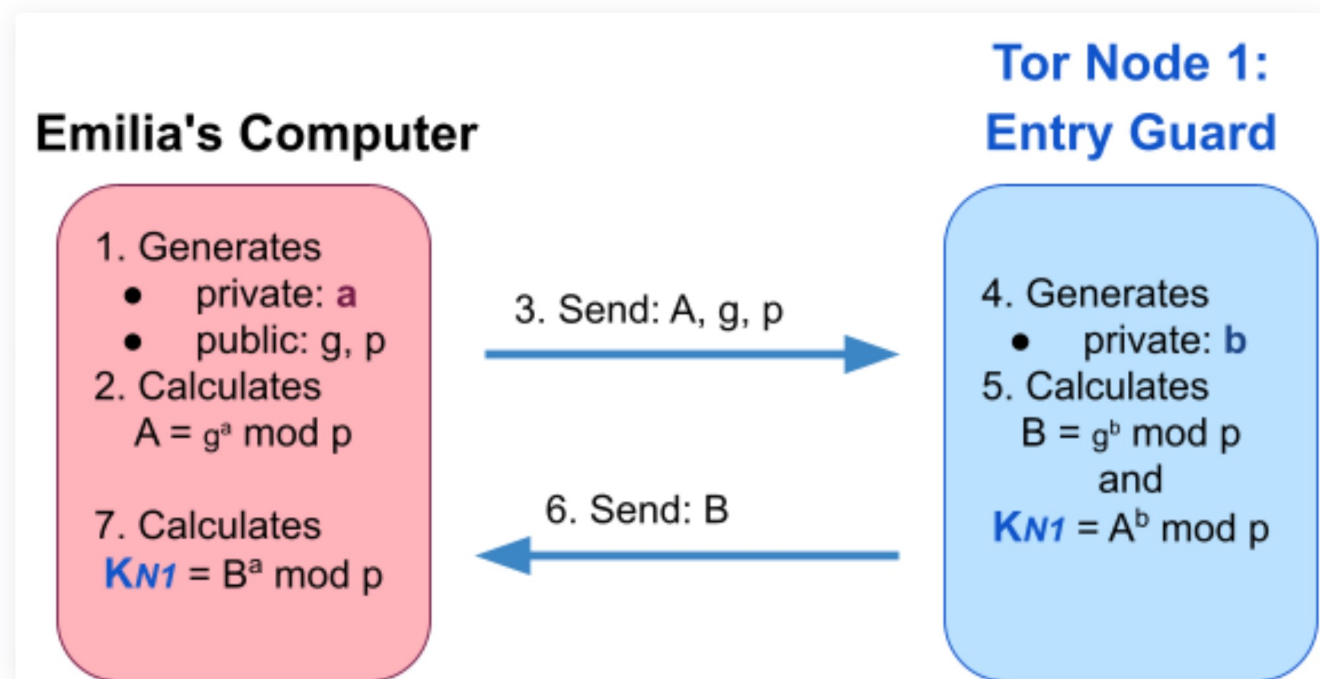 Emilia's Computer
Tor Node 1:
Entry Guard
1. Generates
● private: a
● public: g, p
2. Calculates
A = gᵃ mod p
7. Calculates
KN1 = Bᵃ mod p
3. Send: A, g, p
6. Send: B
4. Generates
● private: b
5. Calculates
B = gᵇ mod p
and
KN1 = Aᵇ mod p